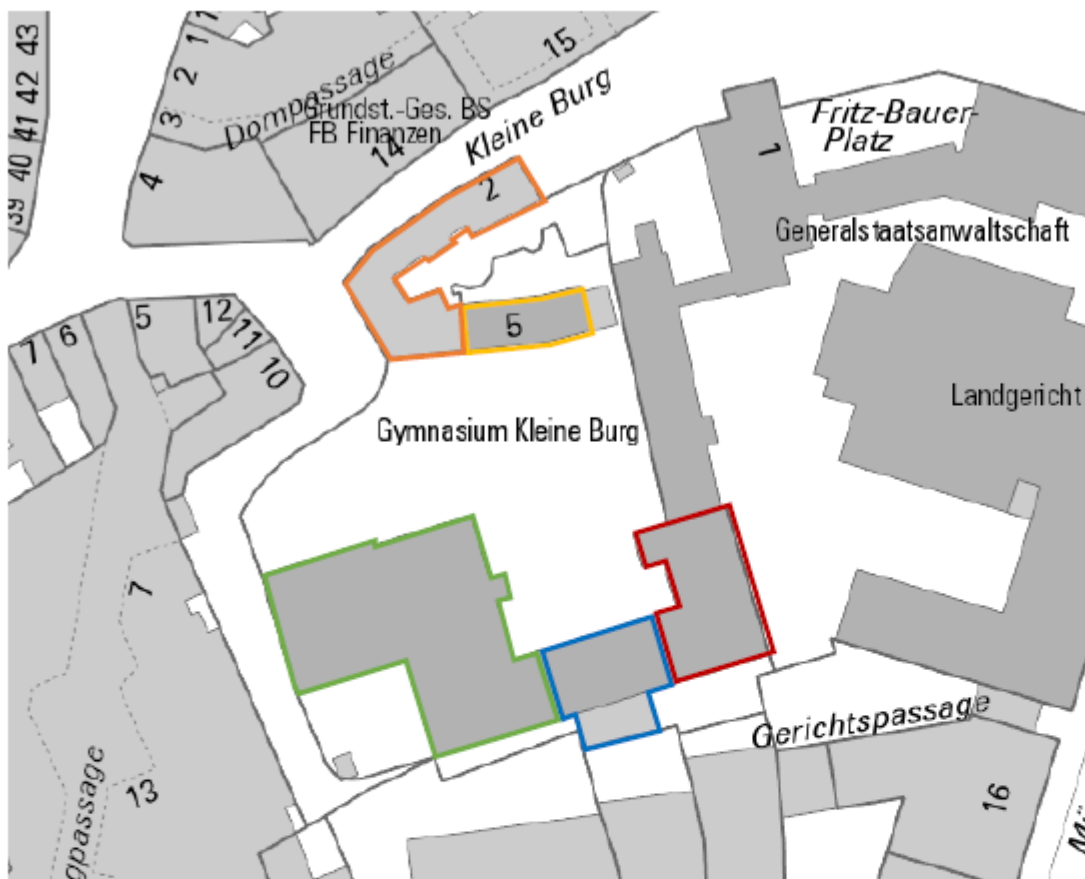 43
42
41
40
39
1
1
2
3
4
Dompassage
Grundst.-Ges. BS
FB Finanzen
14
15
Kleine Burg
2
5
1
Fritz-Bauer-
Platz
Generalstaatsanwaltschaft
Landgericht
7
6
5
12
11
10
Gymnasium Kleine Burg
7
13
gpassage
Gerichtspassage
16